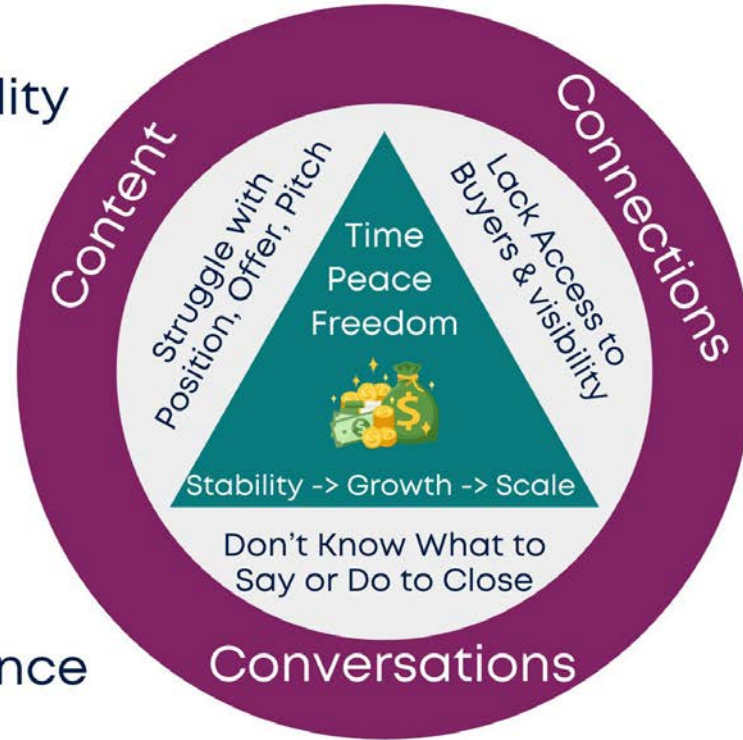 lity
Content
Connections
Struggle with
Position, Offer, Pitch
Lack Access to
Buyers & visibility
Time
Peace
Freedom
$
$
Stability -> Growth -> Scale
Don't Know What to
Say or Do to Close
nce
Conversations